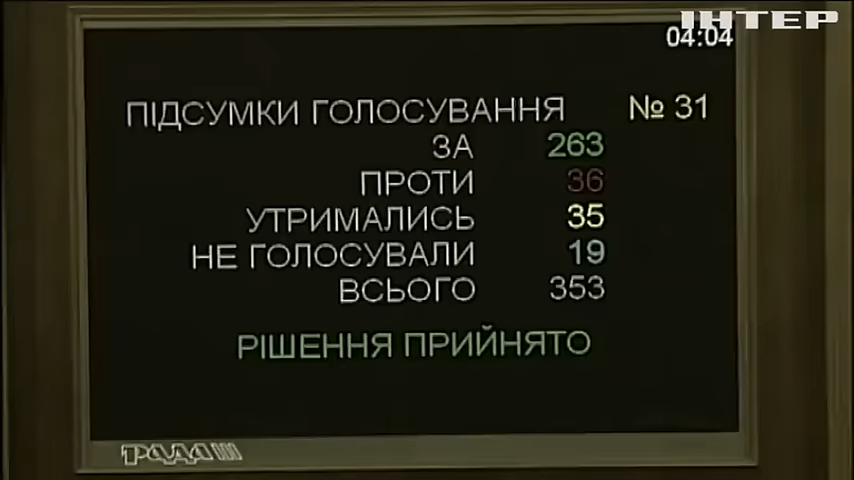 ІНТЕР
04:04
ПІДСУМКИ ГОЛОСУВАННЯ № 31
ЗА 263
ПРОТИ 36
УТРИМАЛИСЬ 35
НЕ ГОЛОСУВАЛИ 19
ВСЬОГО 353
РІШЕННЯ ПРИЙНЯТО
РАДА